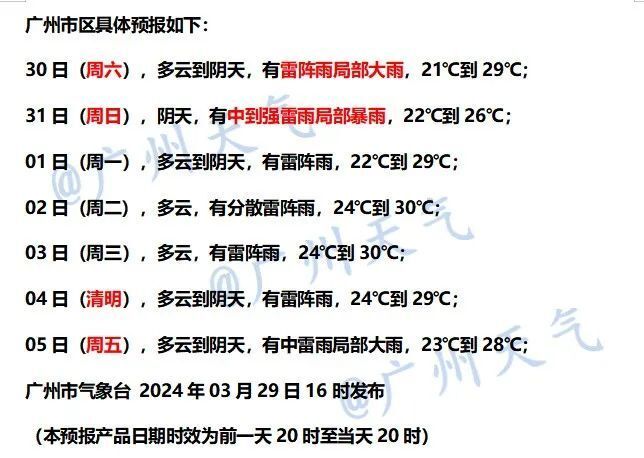 广州市区具体预报如下：
30 日（周六），多云到阴天，有雷阵雨局部大雨，21℃到 29℃；
31 日（周日），阴天，有中到强雷雨局部暴雨，22℃到 26℃；
01 日（周一），多云到阴天，有雷阵雨，22℃到 29℃；
02 日（周二），多云，有分散雷阵雨，24℃到 30℃；
03 日（周三），多云，有雷阵雨，24℃到 30℃；
04 日（清明），多云到阴天，有雷阵雨，24℃到 29℃；
05 日（周五），多云到阴天，有中雷雨局部大雨，23℃到 28℃；
广州市气象台 2024 年 03 月 29 日 16 时发布
（本预报产品日期时效为前一天 20 时至当天 20 时）
@广州天气
@广州天气
@广州天气